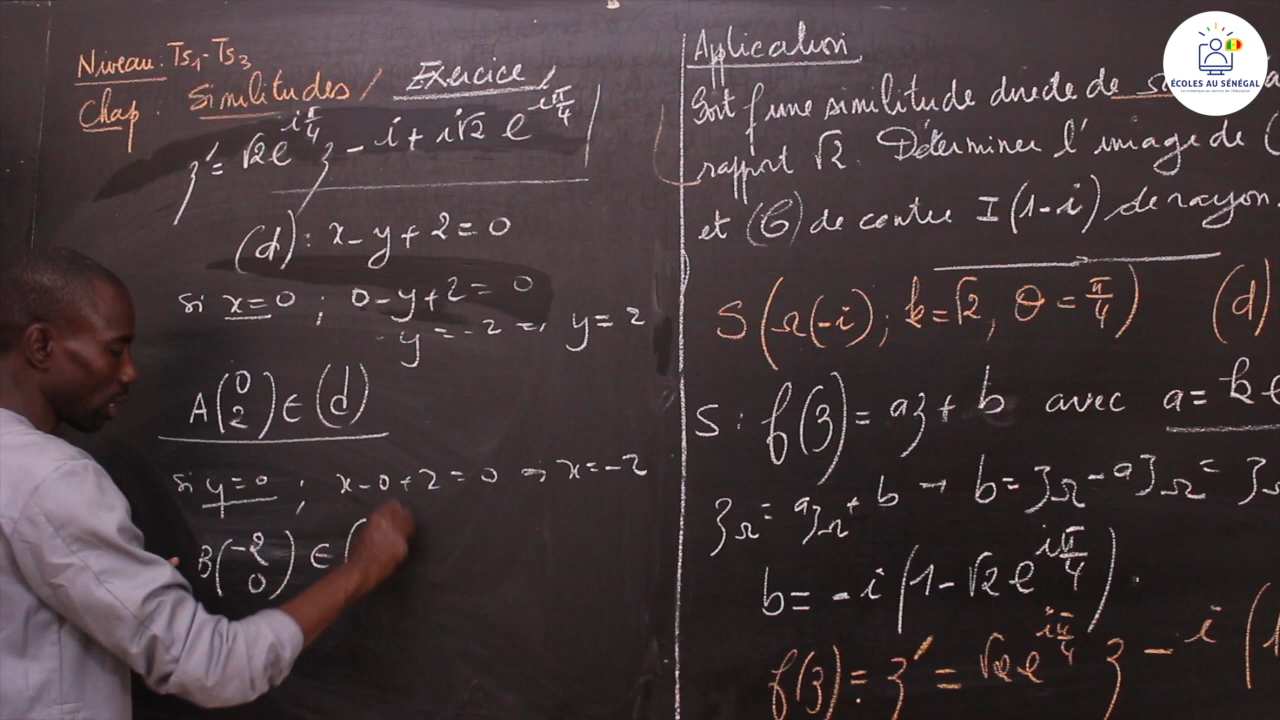 Niveau : Ts1-Ts3
Chap : Similitudes / Exercice /
z' = √2e^{iπ/4} z - i + i√2 e^{-iπ/4}
(d) : x - y + 2 = 0
Si x = 0 ; 0 - y + 2 = 0
- y = -2 ⇒ y = 2
A(0 2) ∈ (d)
Si y = 0 ; x - 0 + 2 = 0 ⇒ x = -2
B(-2 0) ∈ (
Application
Soit f une similitude directe de
rapport √2. Déterminer l'image de (
et (C) de centre I(1-i) de rayon
S(Ω(-i) ; k = √2, θ = π/4) (d)
S : f(z) = az + b avec a = k e
zΩ = azΩ + b → b = zΩ - azΩ = zΩ
b = -i(1 - √2e^{iπ/4}).
f(z) = z' = √2e^{iπ/4} z - i (1
ÉCOLES AU SÉNÉGAL